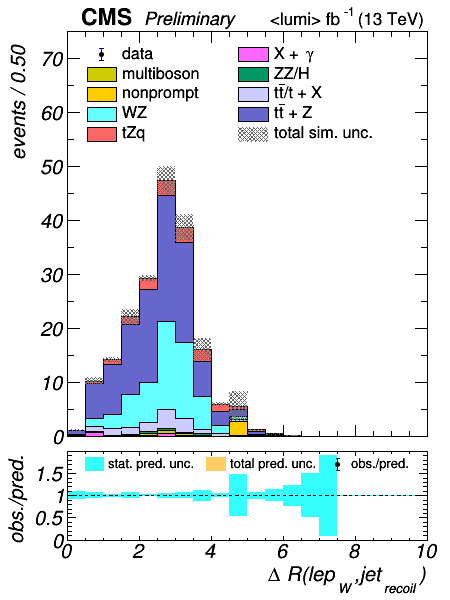 CMS Preliminary <lumi> fb⁻¹ (13 TeV)
events / 0.50
data
multiboson
nonprompt
WZ
tZq
X + γ
ZZ/H
tt̄/t + X
tt̄ + Z
total sim. unc.
70
60
50
40
30
20
10
0
obs./pred.
stat. pred. unc. total pred. unc. obs./pred.
1.5
1
0.5
0
0 2 4 6 8 10
Δ R(lep_W, jet_recoil)